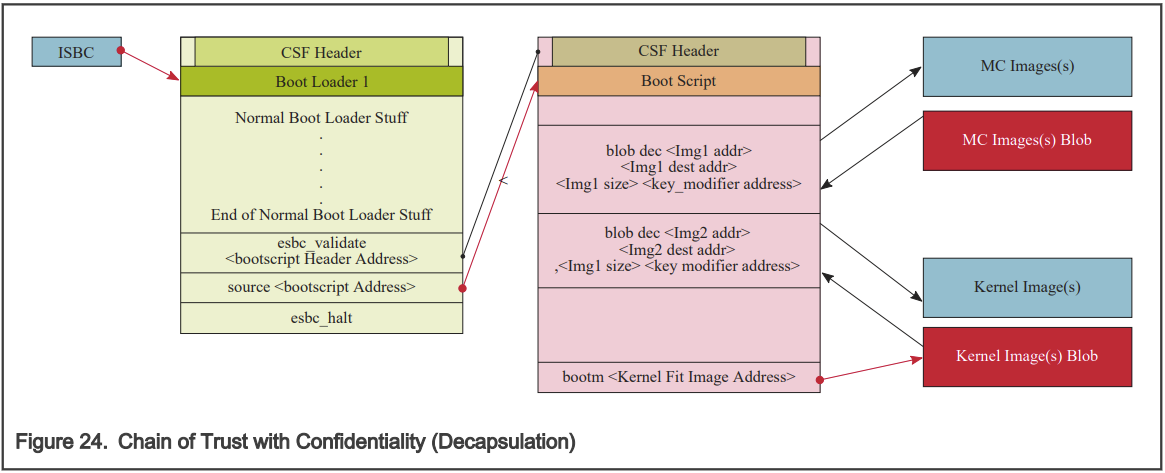 ISBC
CSF Header
Boot Loader 1
Normal Boot Loader Stuff
.
.
.
.
.
End of Normal Boot Loader Stuff
esbc_validate
<bootscript Header Address>
source <bootscript Address>
esbc_halt
CSF Header
Boot Script
blob dec <Img1 addr>
<Img1 dest addr>
<Img1 size> <key_modifier address>
blob dec <Img2 addr>
<Img2 dest addr>
,<Img1 size> <key modifier address>
bootm <Kernel Fit Image Address>
MC Images(s)
MC Images(s) Blob
Kernel Image(s)
Kernel Image(s) Blob
Figure 24. Chain of Trust with Confidentiality (Decapsulation)